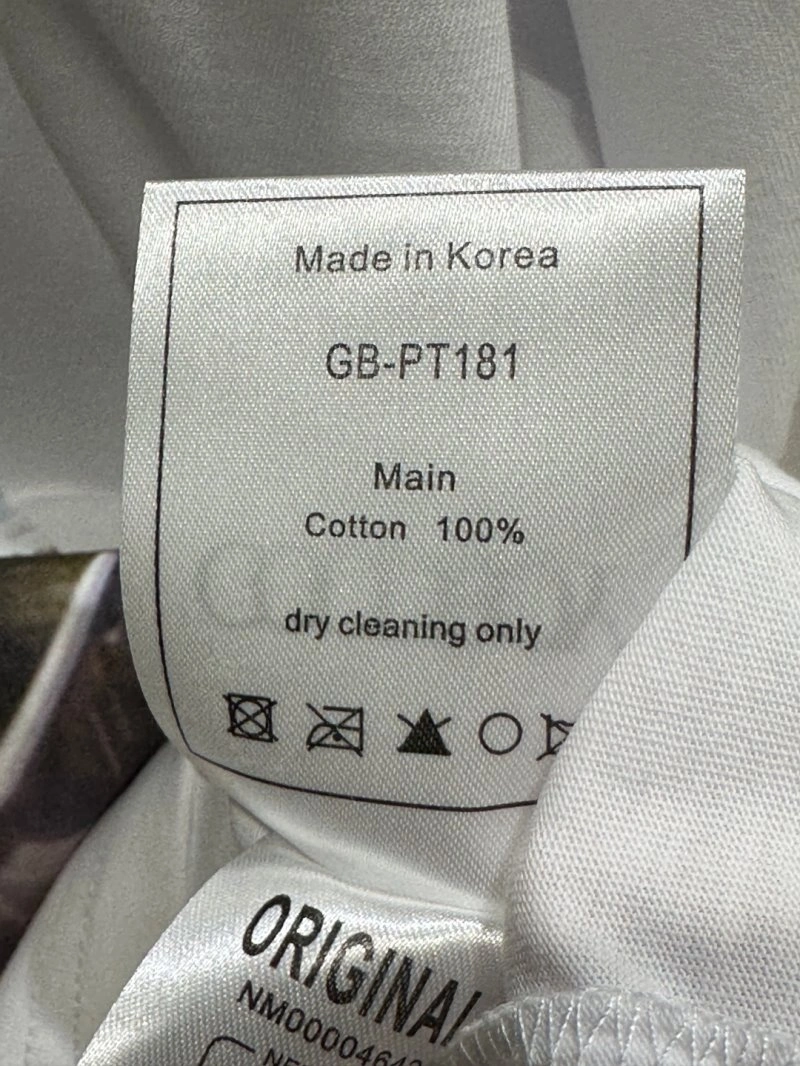 Made in Korea
GB-PT181
Main
Cotton 100%
dry cleaning only
ORIGINAL